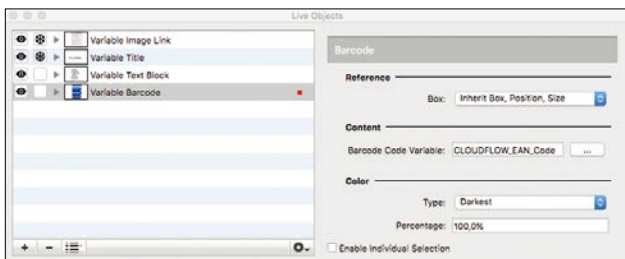 Live Objects
Variable Image Link
Variable Title
Variable Text Block
Variable Barcode
Barcode
Reference
Box: Inherit Box, Position, Size
Content
Barcode Code Variable: CLOUDFLOW_EAN_Code ...
Color
Type: Darkest
Percentage: 100,0%
Enable Individual Selection